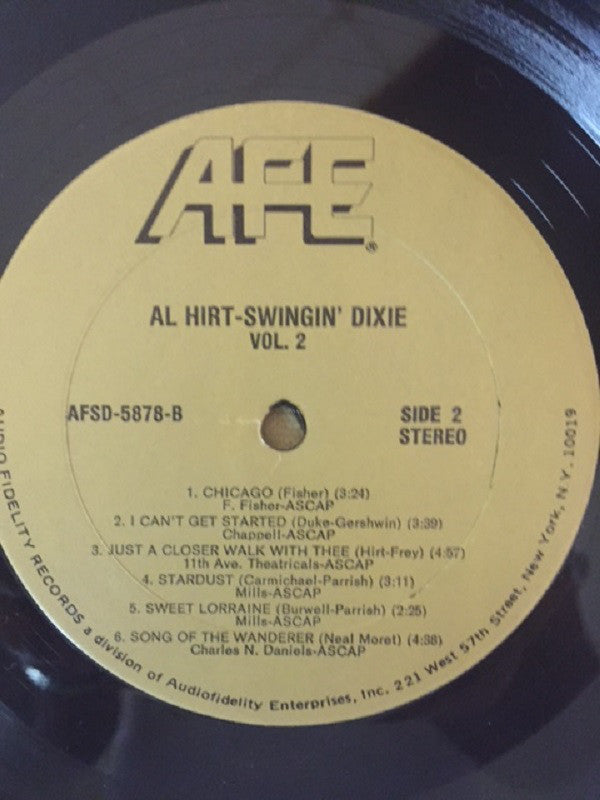 AFE®
AL HIRT-SWINGIN' DIXIE
VOL. 2
AFSD-5878-B
SIDE 2
STEREO
1. CHICAGO (Fisher) (3:24)
F. Fisher-ASCAP
2. I CAN'T GET STARTED (Duke-Gershwin) (3:39)
Chappell-ASCAP
3. JUST A CLOSER WALK WITH THEE (Hirt-Frey) (4:57)
11th Ave. Theatricals-ASCAP
4. STARDUST (Carmichael-Parrish) (3:11)
Mills-ASCAP
5. SWEET LORRAINE (Burwell-Parrish) (2:25)
Mills-ASCAP
6. SONG OF THE WANDERER (Neal Moret) (4:38)
Charles N. Daniels-ASCAP
AUDIO FIDELITY RECORDS a division of Audiofidelity Enterprises, Inc. 221 West 57th Street, New York, N.Y. 10019